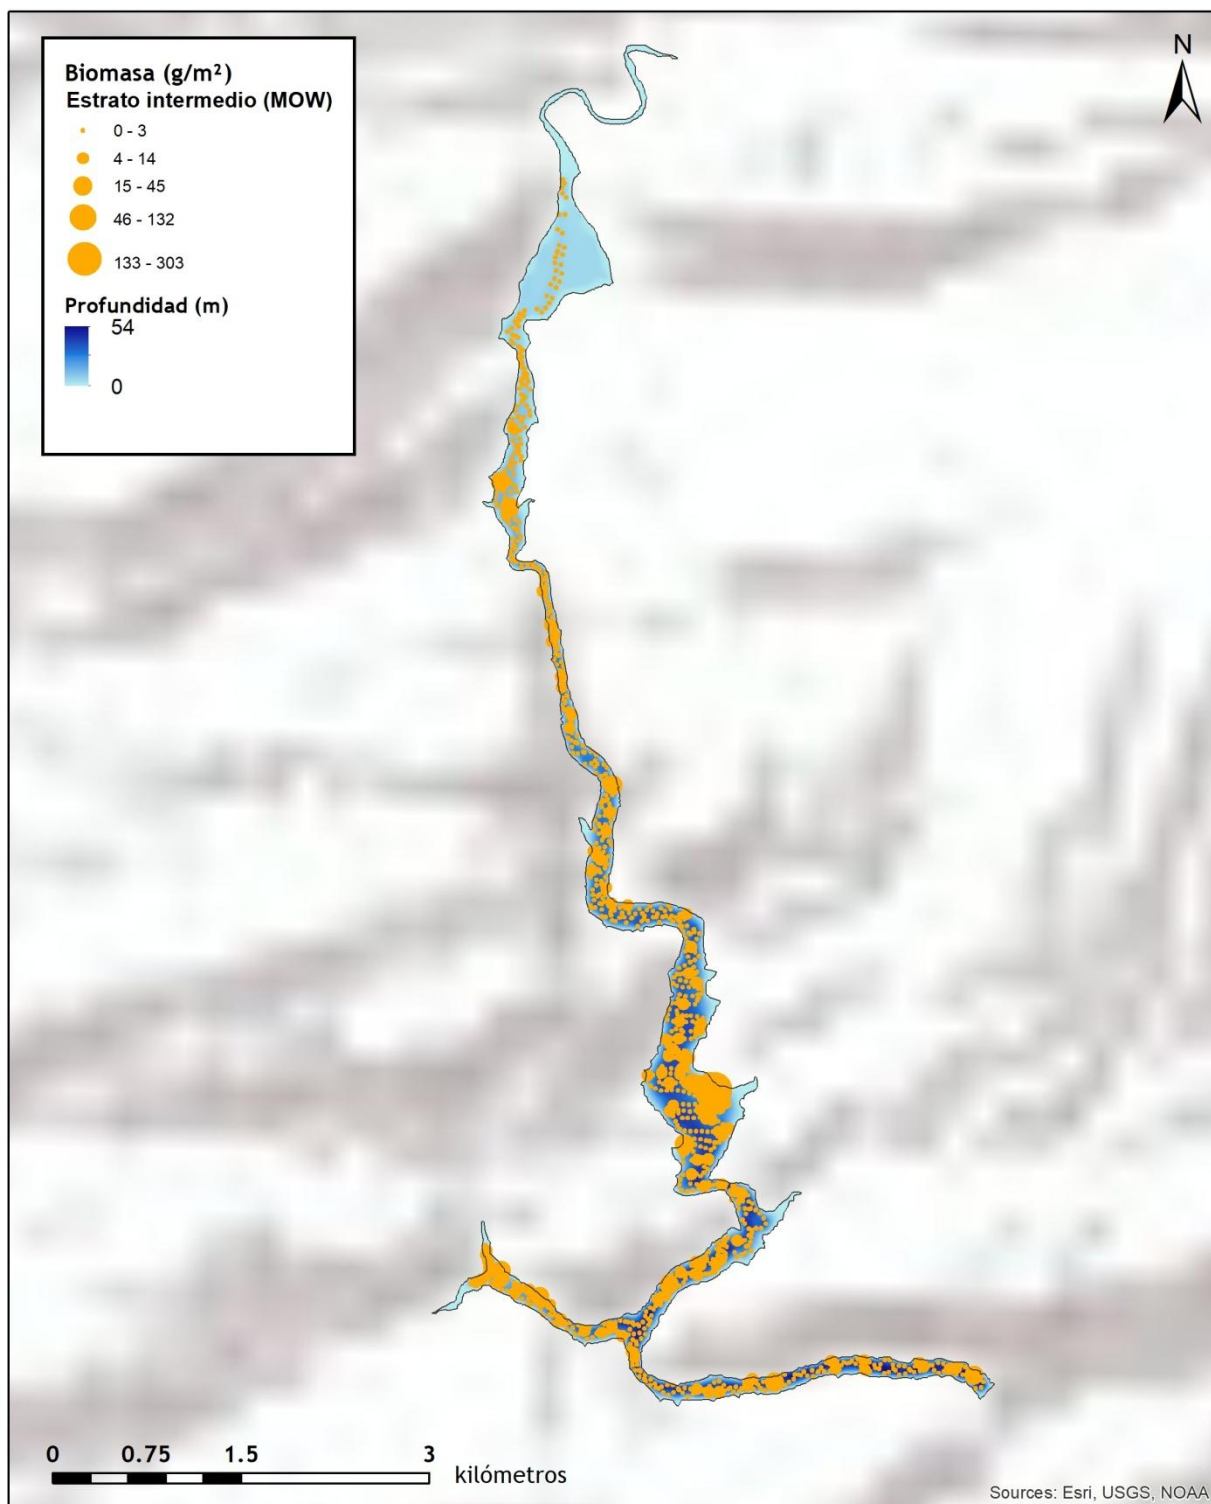 N
Biomasa (g/m²)
Estrato intermedio (MOW)
0 - 3
4 - 14
15 - 45
46 - 132
133 - 303
Profundidad (m)
54
0
0 0.75 1.5 3
kilómetros
Sources: Esri, USGS, NOAA